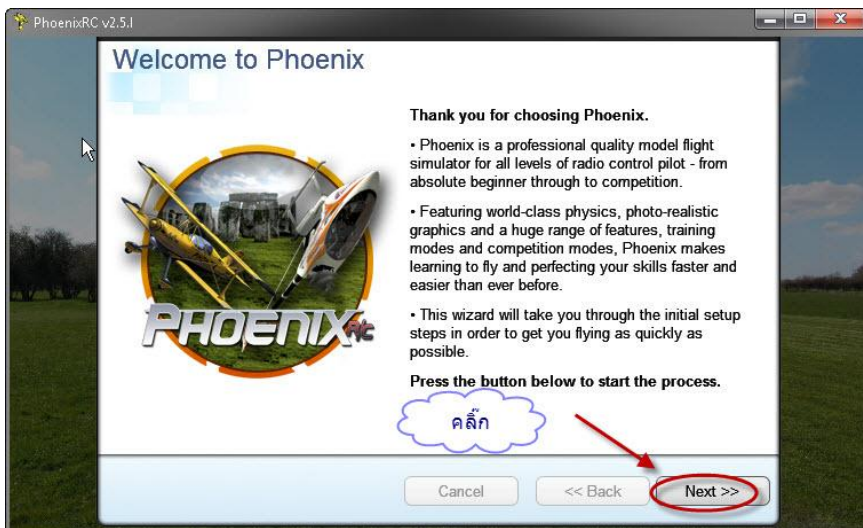 PhoenixRC v2.5.l
Welcome to Phoenix
Thank you for choosing Phoenix.
• Phoenix is a professional quality model flight
simulator for all levels of radio control pilot - from
absolute beginner through to competition.
• Featuring world-class physics, photo-realistic
graphics and a huge range of features, training
modes and competition modes, Phoenix makes
learning to fly and perfecting your skills faster and
easier than ever before.
• This wizard will take you through the initial setup
steps in order to get you flying as quickly as
possible.
Press the button below to start the process.
PHOENIX R/C
คลิ๊ก
Cancel
<< Back
Next >>